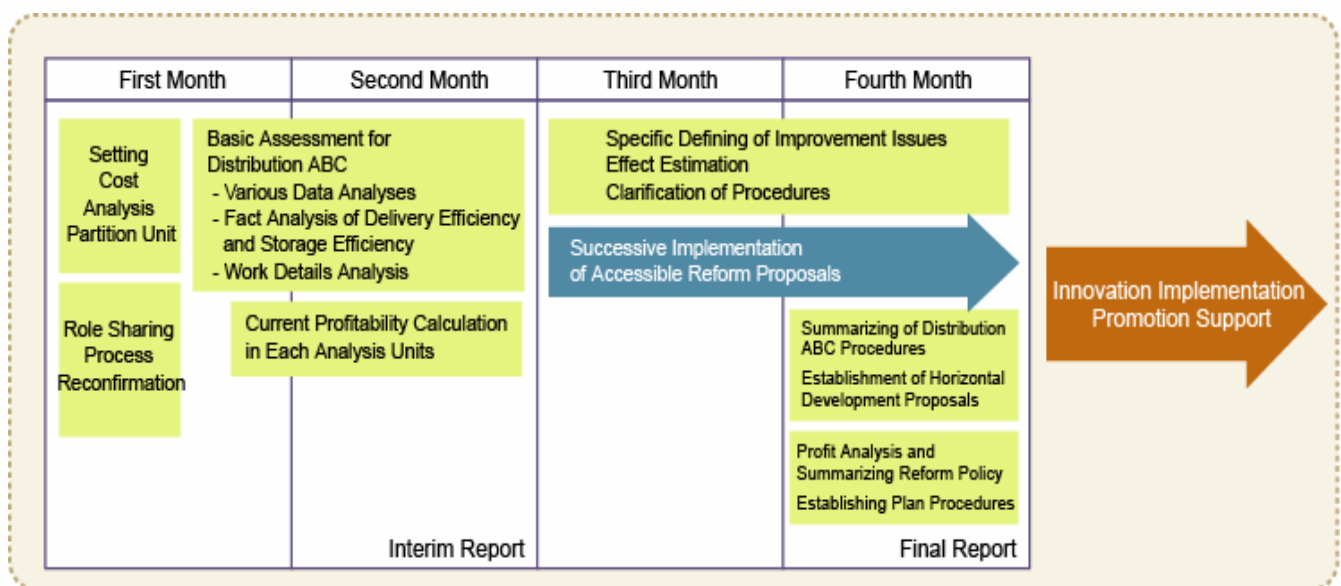 First Month
Second Month
Third Month
Fourth Month
Setting
Cost
Analysis
Partition Unit
Role Sharing
Process
Reconfirmation
Basic Assessment for
Distribution ABC
- Various Data Analyses
- Fact Analysis of Delivery Efficiency
and Storage Efficiency
- Work Details Analysis
Current Profitability Calculation
in Each Analysis Units
Interim Report
Specific Defining of Improvement Issues
Effect Estimation
Clarification of Procedures
Successive Implementation
of Accessible Reform Proposals
Summarizing of Distribution
ABC Procedures
Establishment of Horizontal
Development Proposals
Profit Analysis and
Summarizing Reform Policy
Establishing Plan Procedures
Final Report
Innovation Implementation
Promotion Support